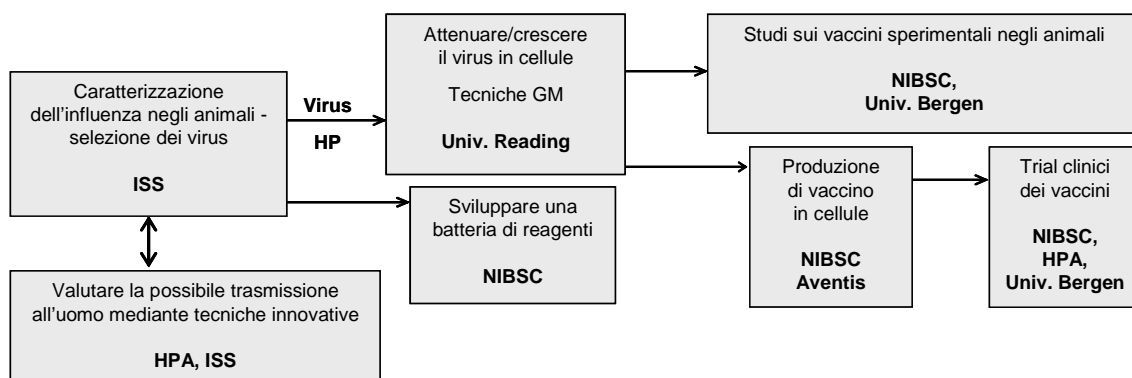 Caratterizzazione
dell'influenza negli animali -
selezione dei virus
ISS
Virus
HP
Attenuare/crescere
il virus in cellule
Tecniche GM
Univ. Reading
Studi sui vaccini sperimentali negli animali
NIBSC,
Univ. Bergen
Sviluppare una
batteria di reagenti
NIBSC
Produzione
di vaccino
in cellule
NIBSC
Aventis
Trial clinici
dei vaccini
NIBSC,
HPA,
Univ. Bergen
Valutare la possibile trasmissione
all'uomo mediante tecniche innovative
HPA, ISS